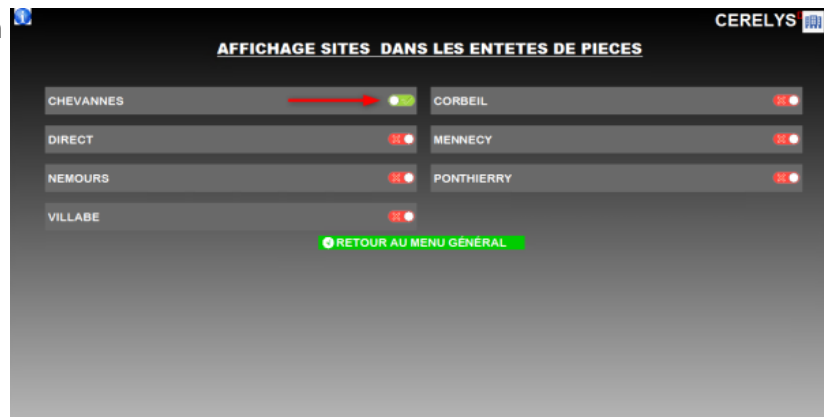 CERELYS
AFFICHAGE SITES DANS LES ENTETES DE PIECES
CHEVANNES
CORBEIL
DIRECT
MENNECY
NEMOURS
PONTHIERRY
VILLABE
RETOUR AU MENU GÉNÉRAL